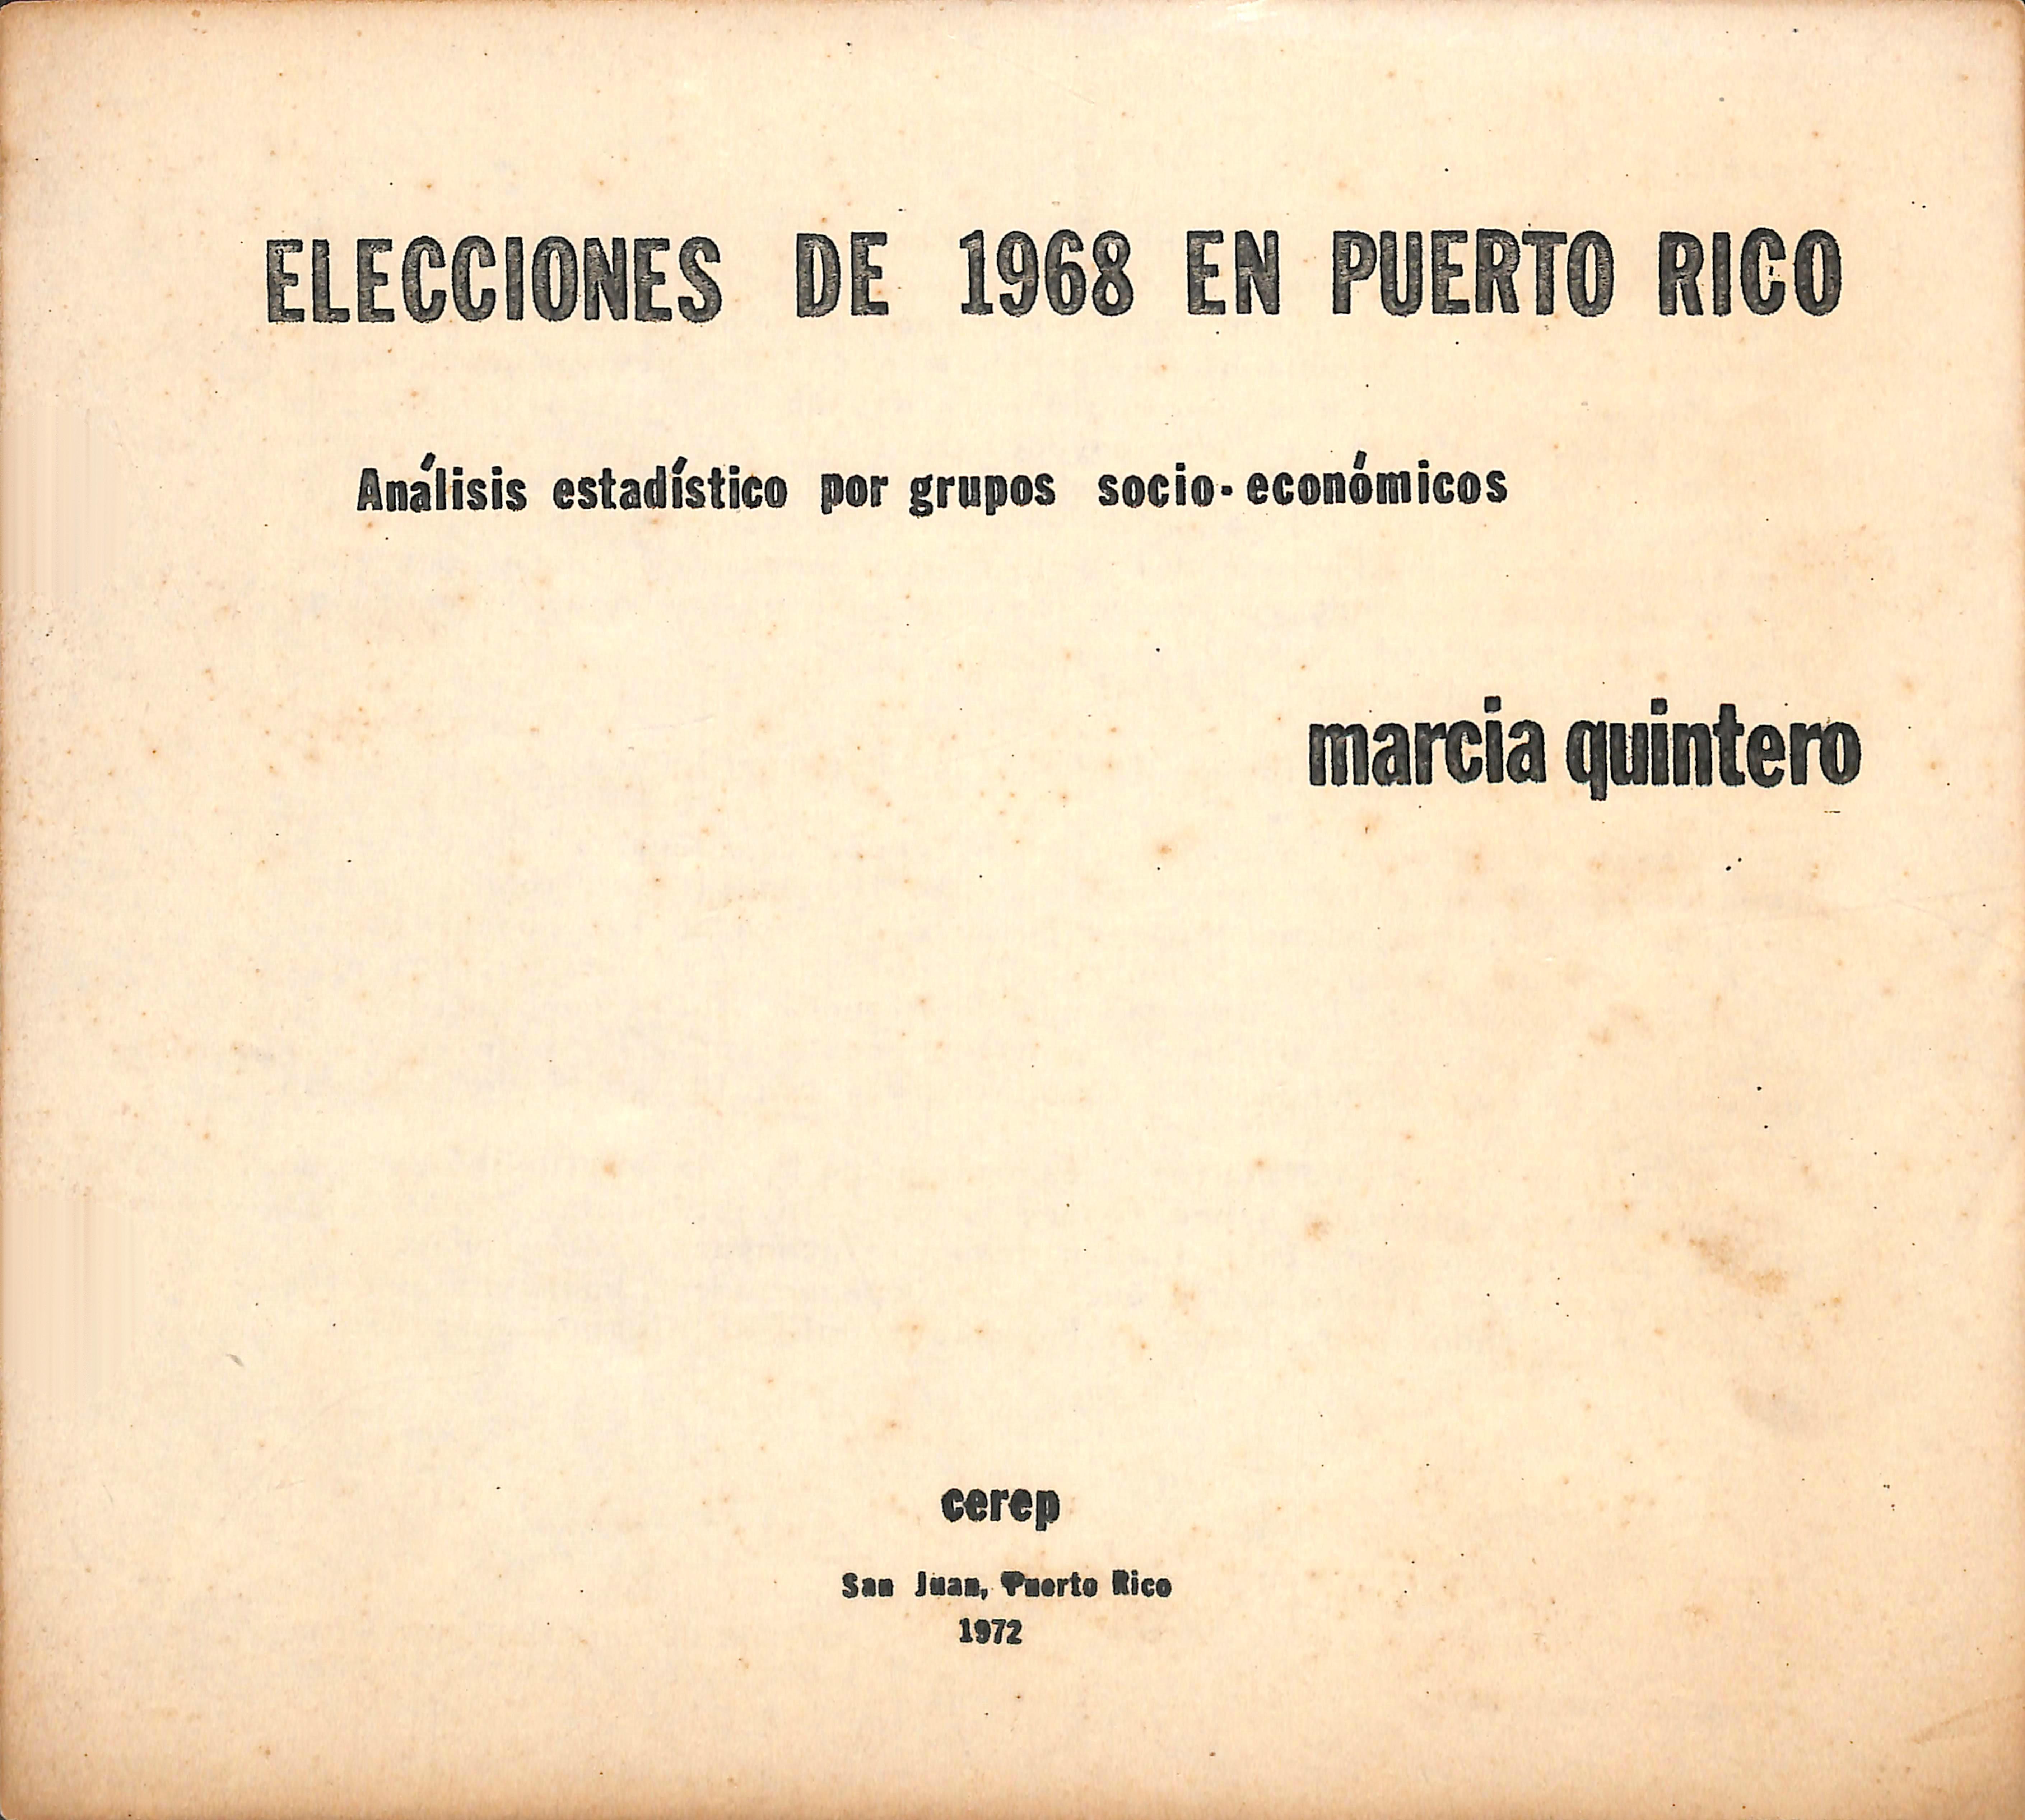 ELECCIONES DE 1968 EN PUERTO RICO
Análisis estadístico por grupos socio-económicos
marcia quintero
cerep
San Juan, Puerto Rico
1972